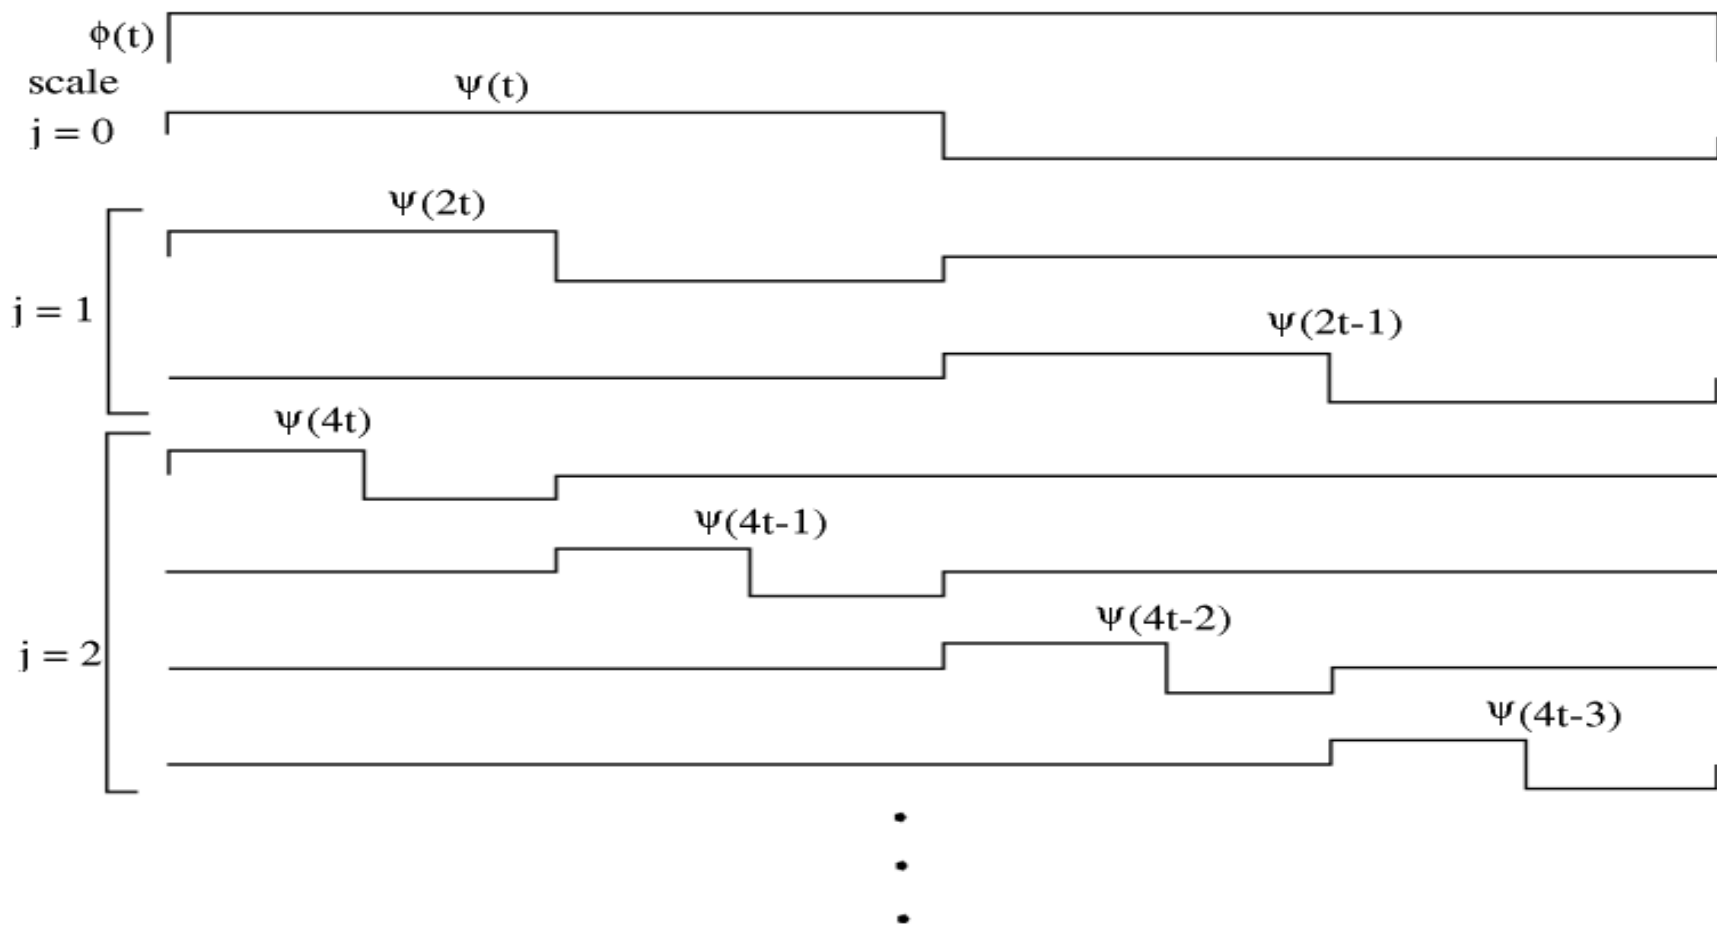 ϕ(t)
scale
ψ(t)
j = 0
ψ(2t)
j = 1
ψ(2t-1)
ψ(4t)
ψ(4t-1)
ψ(4t-2)
j = 2
ψ(4t-3)